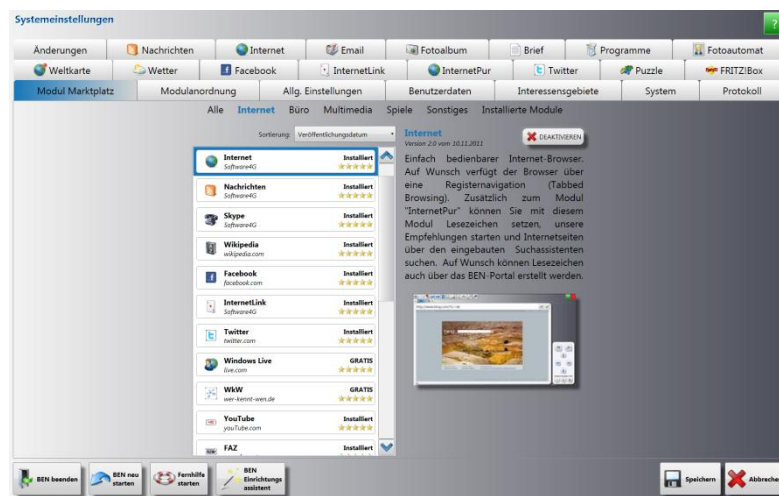 Systemeinstellungen
?
Änderungen Nachrichten Internet Email Fotoalbum Brief Programme Fotoautomat
Weltkarte Wetter Facebook InternetLink InternetPur Twitter Puzzle FRITZ!Box
Modul Marktplatz Modulanordnung Allg. Einstellungen Benutzerdaten Interessensgebiete System Protokoll
Alle Internet Büro Multimedia Spiele Sonstiges Installierte Module
Sortierung: Veröffentlichungsdatum
Internet Installiert
Software4G
Nachrichten Installiert
Software4G
Skype Installiert
Software4G
Wikipedia Installiert
wikipedia.com
Facebook Installiert
facebook.com
InternetLink Installiert
Software4G
Twitter Installiert
twitter.com
Windows Live GRATIS
live.com
WkW GRATIS
wer-kennt-wen.de
YouTube Installiert
youTube.com
FAZ Installiert
Internet
Version 2.0 vom 10.11.2011
DEAKTIVIEREN
Einfach bedienbarer Internet-Browser.
Auf Wunsch verfügt der Browser über
eine Registernavigation (Tabbed
Browsing). Zusätzlich zum Modul
"InternetPur" können Sie mit diesem
Modul Lesezeichen setzen, unsere
Empfehlungen starten und Internetseiten
über den eingebauten Suchassistenten
suchen. Auf Wunsch können Lesezeichen
auch über das BEN-Portal erstellt werden.
BEN beenden
BEN neu
starten
Fernhilfe
starten
BEN
Einrichtungs
assistent
Speichern
Abbreche